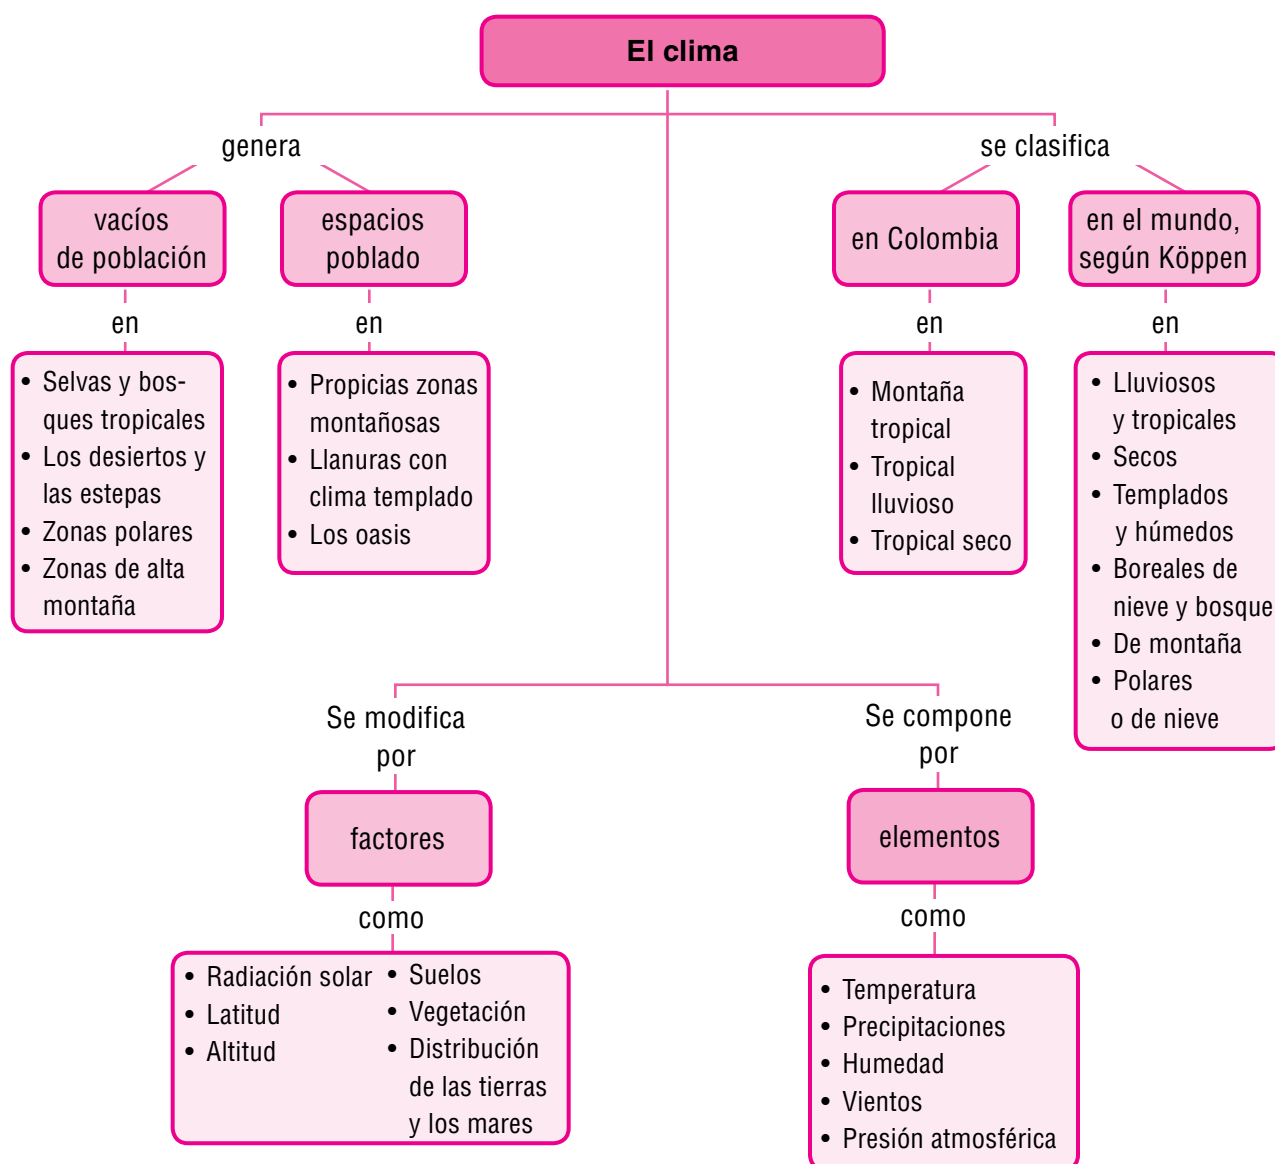 El clima
genera
se clasifica
vacíos
de población
espacios
poblado
en Colombia
en el mundo,
según Köppen
en
en
en
en
• Selvas y bos-
ques tropicales
• Los desiertos y
las estepas
• Zonas polares
• Zonas de alta
montaña
• Propicias zonas
montañosas
• Llanuras con
clima templado
• Los oasis
• Montaña
tropical
• Tropical
lluvioso
• Tropical seco
• Lluviosos
y tropicales
• Secos
• Templados
y húmedos
• Boreales de
nieve y bosque
• De montaña
• Polares
o de nieve
Se modifica
por
factores
como
• Radiación solar
• Latitud
• Altitud
• Suelos
• Vegetación
• Distribución
de las tierras
y los mares
Se compone
por
elementos
como
• Temperatura
• Precipitaciones
• Humedad
• Vientos
• Presión atmosférica